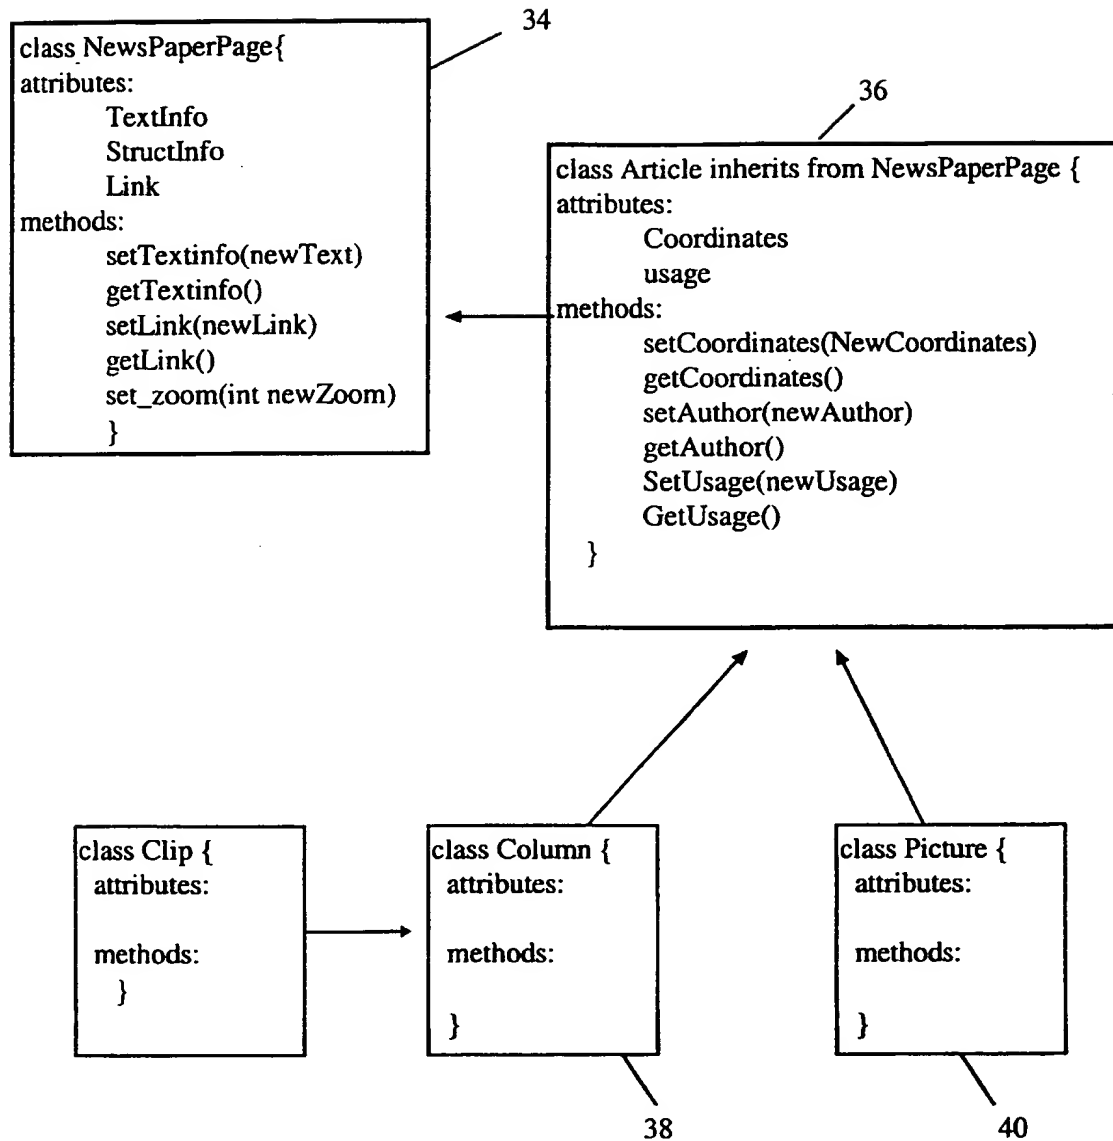 34
class NewsPaperPage{
attributes:
TextInfo
StructInfo
Link
methods:
setTextinfo(newText)
getTextinfo()
setLink(newLink)
getLink()
set_zoom(int newZoom)
}
36
class Article inherits from NewsPaperPage {
attributes:
Coordinates
usage
methods:
setCoordinates(NewCoordinates)
getCoordinates()
setAuthor(newAuthor)
getAuthor()
SetUsage(newUsage)
GetUsage()
}
class Clip {
attributes:
methods:
}
class Column {
attributes:
methods:
}
38
class Picture {
attributes:
methods:
}
40